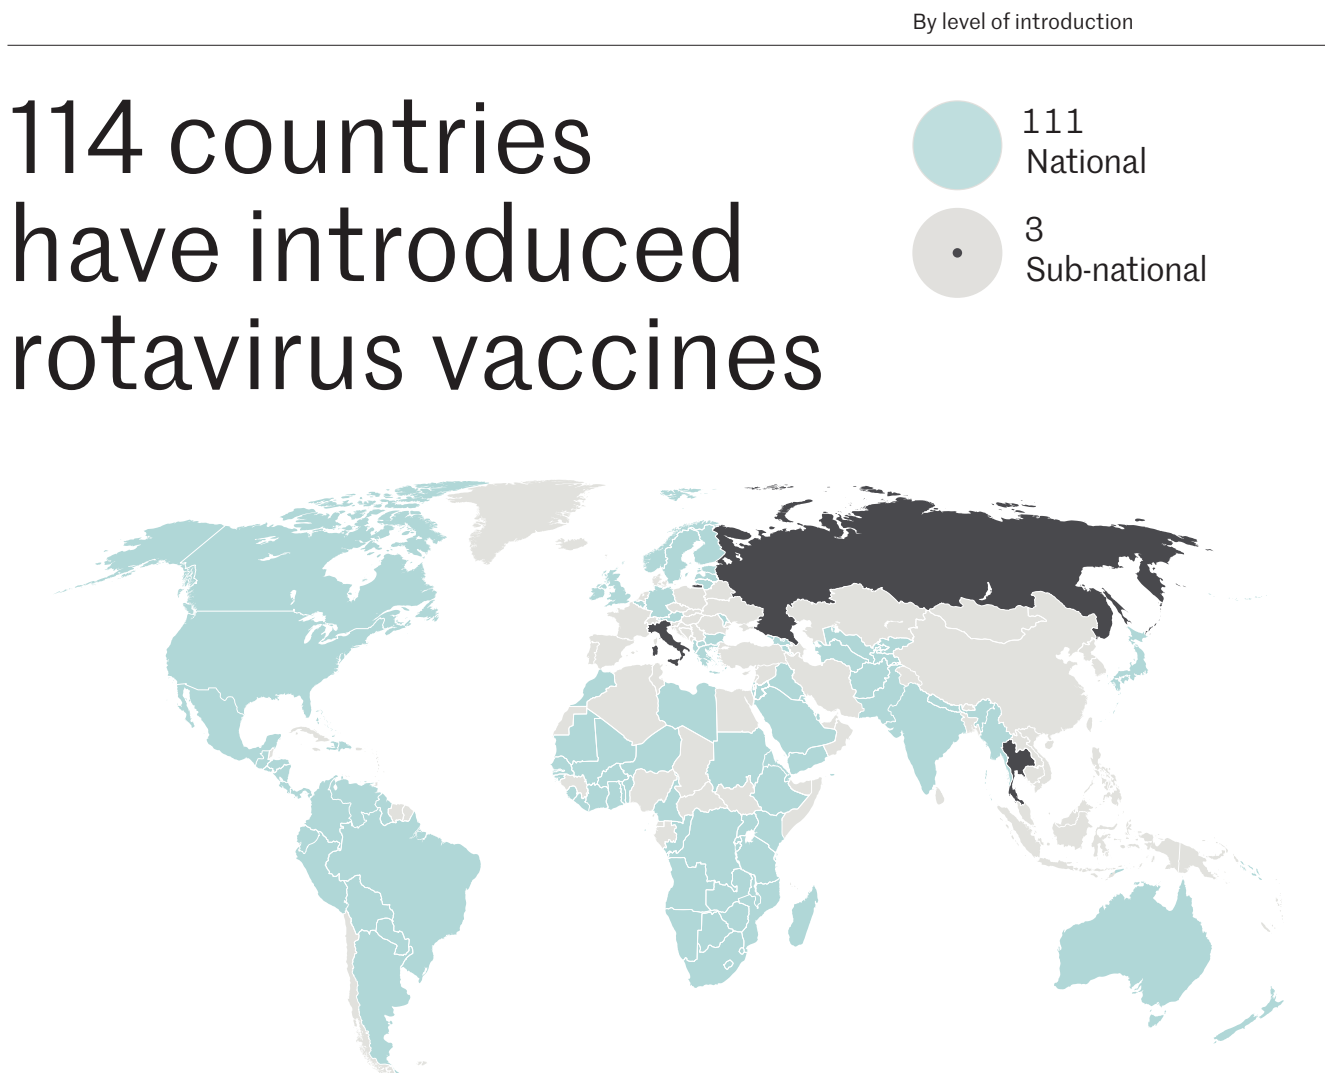 By level of introduction
114 countries
have introduced
rotavirus vaccines
111
National
3
Sub-national